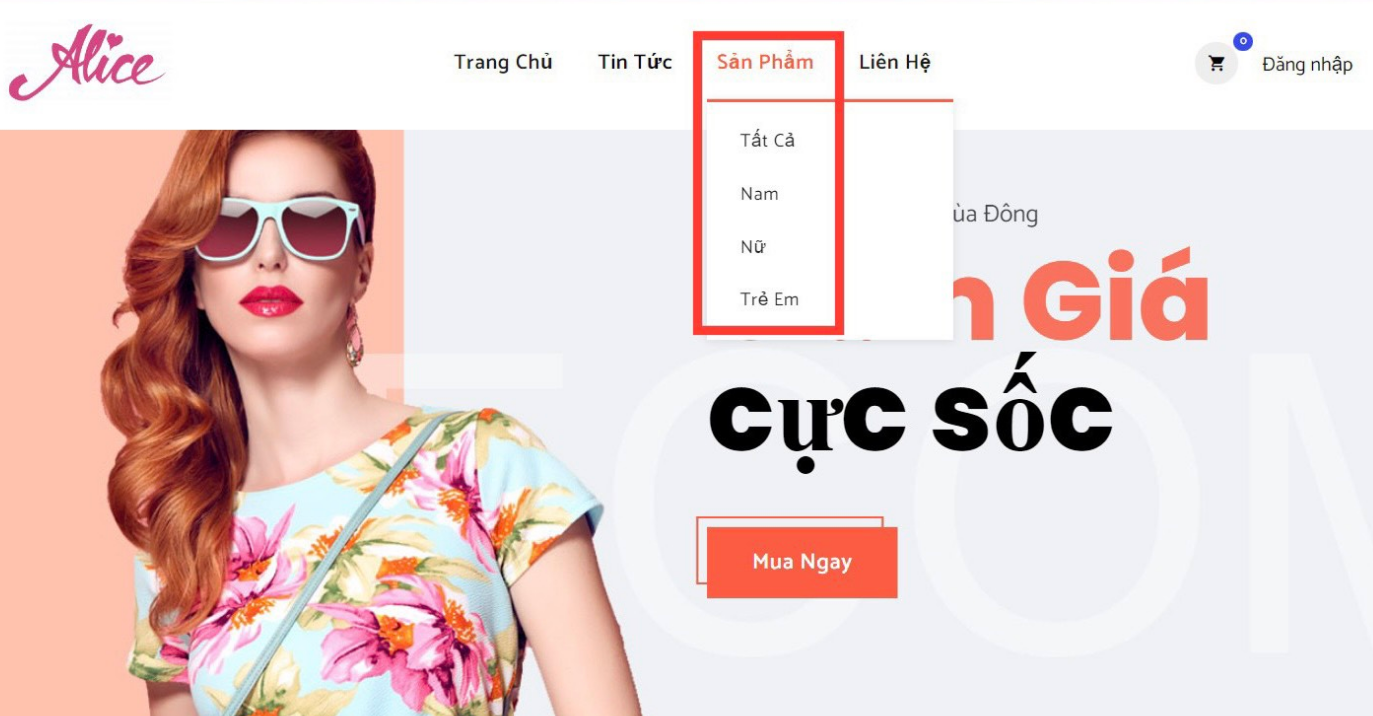 Alice
Trang Chủ Tin Tức Sản Phẩm Liên Hệ 0 Đăng nhập
Tất Cả
Nam
Nữ
Trẻ Em
Đông
Giá
cực sốc
Mua Ngay